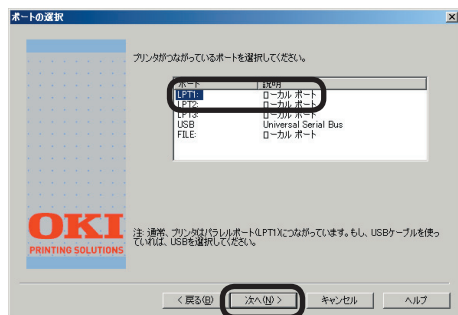 ポートの選択
プリンタがつながっているポートを選択してください。
ポート 説明
LPT1: ローカル ポート
LPT2: ローカル ポート
LPT3: ローカル ポート
USB Universal Serial Bus
FILE: ローカル ポート
OKI
PRINTING SOLUTIONS
注: 通常、プリンタはパラレルポート(LPT1)につながっています。もし、USBケーブルを使っ
ていれば、USBを選択してください。
< 戻る(B) 次へ(N) > キャンセル ヘルプ